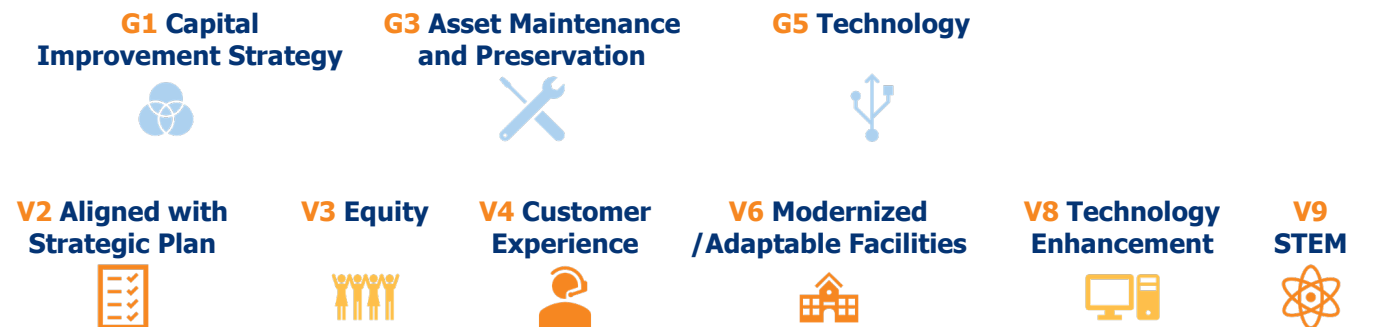 G1 Capital
Improvement Strategy
G3 Asset Maintenance
and Preservation
G5 Technology
V2 Aligned with
Strategic Plan
V3 Equity
V4 Customer
Experience
V6 Modernized
/Adaptable Facilities
V8 Technology
Enhancement
V9
STEM